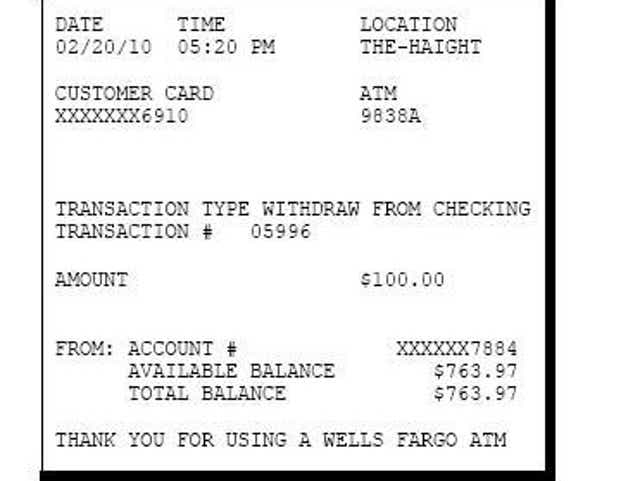 DATE TIME LOCATION
02/20/10 05:20 PM THE-HAIGHT
CUSTOMER CARD ATM
XXXXXXX6910 9838A
TRANSACTION TYPE WITHDRAW FROM CHECKING
TRANSACTION # 05996
AMOUNT $100.00
FROM: ACCOUNT # XXXXXX7884
AVAILABLE BALANCE $763.97
TOTAL BALANCE $763.97
THANK YOU FOR USING A WELLS FARGO ATM